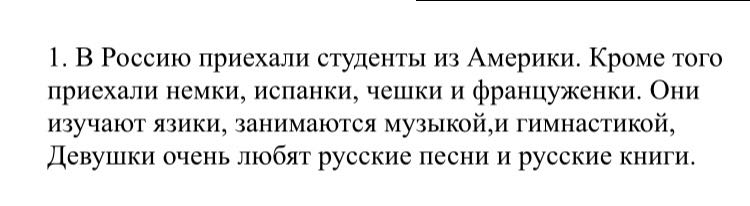 1. В Россию приехали студенты из Америки. Кроме того
приехали немки, испанки, чешки и француженки. Они
изучают язики, занимаются музыкой,и гимнастикой,
Девушки очень любят русские песни и русские книги.